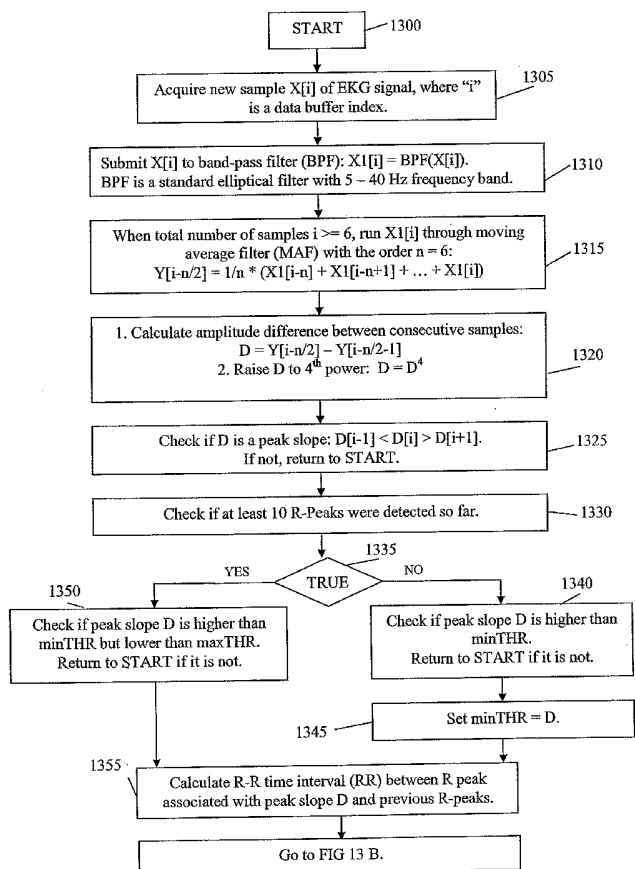 START
1300
Acquire new sample X[i] of EKG signal, where “i”
is a data buffer index.
1305
Submit X[i] to band-pass filter (BPF): X1[i] = BPF(X[i]).
BPF is a standard elliptical filter with 5 – 40 Hz frequency band.
1310
When total number of samples i >= 6, run X1[i] through moving
average filter (MAF) with the order n = 6:
Y[i-n/2] = 1/n * (X1[i-n] + X1[i-n+1] + … + X1[i])
1315
1. Calculate amplitude difference between consecutive samples:
D = Y[i-n/2] – Y[i-n/2-1]
2. Raise D to 4th power: D = D4
1320
Check if D is a peak slope: D[i-1] < D[i] > D[i+1].
If not, return to START.
1325
Check if at least 10 R-Peaks were detected so far.
1330
1335
TRUE
YES
NO
1350
Check if peak slope D is higher than
minTHR but lower than maxTHR.
Return to START if it is not.
1340
Check if peak slope D is higher than
minTHR.
Return to START if it is not.
1345
Set minTHR = D.
1355
Calculate R-R time interval (RR) between R peak
associated with peak slope D and previous R-peaks.
Go to FIG 13 B.